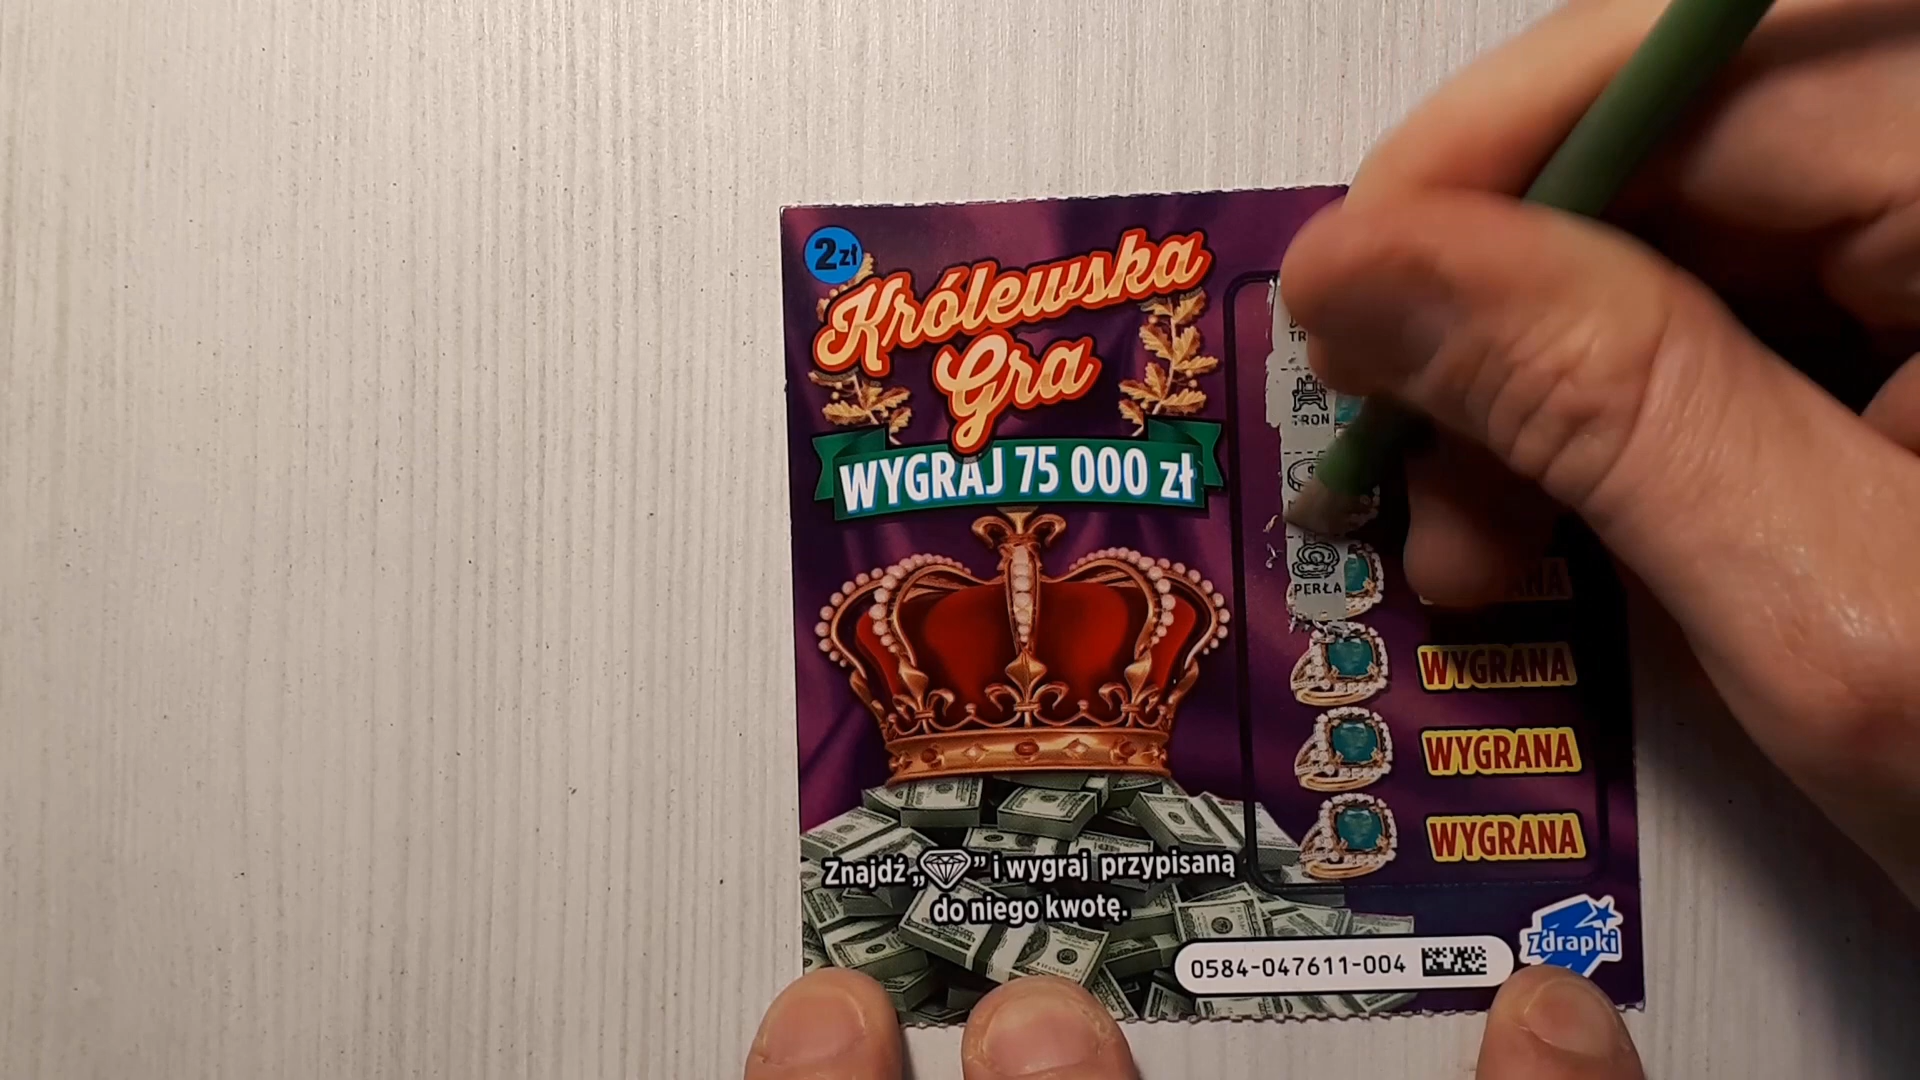 2zł
Królewska
Gra
WYGRAJ 75 000 zł
TRON
PERŁA
WYGRANA
WYGRANA
WYGRANA
Znajdź „ ” i wygraj przypisaną
do niego kwotę.
0584-047611-004
Zdrapki